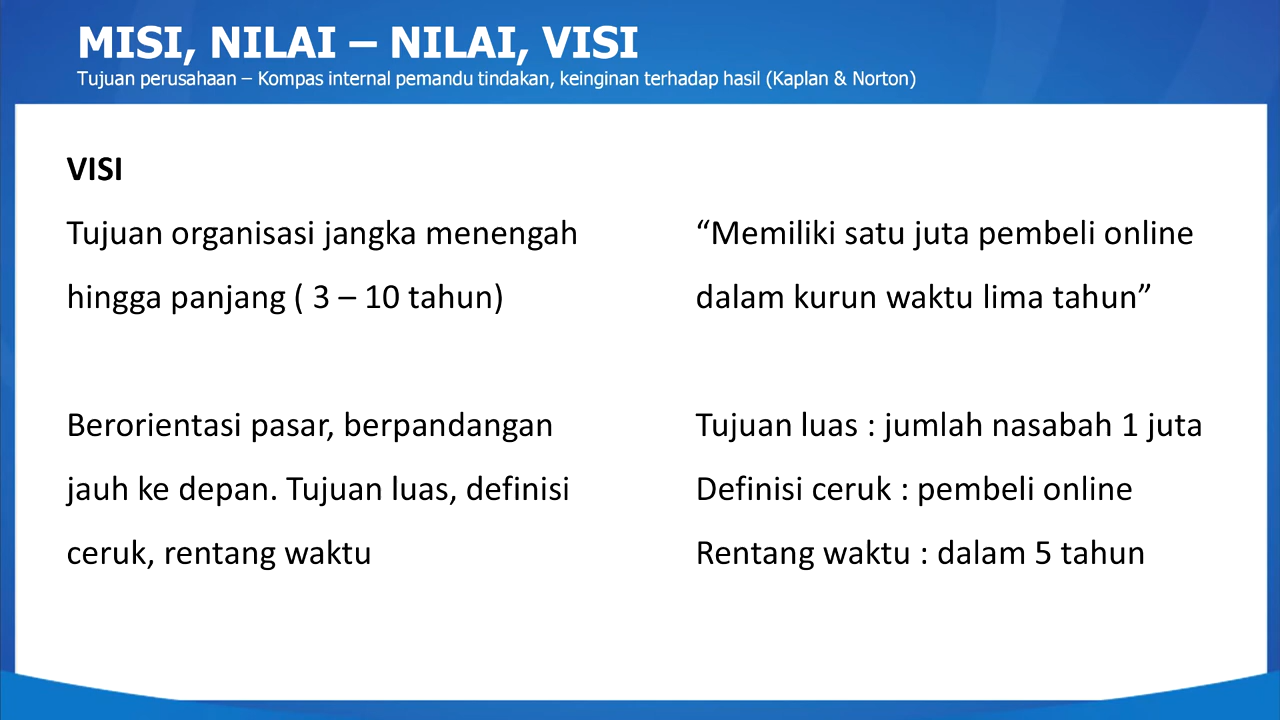 MISI, NILAI – NILAI, VISI
Tujuan perusahaan – Kompas internal pemandu tindakan, keinginan terhadap hasil (Kaplan & Norton)
VISI
Tujuan organisasi jangka menengah
hingga panjang ( 3 – 10 tahun)
Berorientasi pasar, berpandangan
jauh ke depan. Tujuan luas, definisi
ceruk, rentang waktu
“Memiliki satu juta pembeli online
dalam kurun waktu lima tahun”
Tujuan luas : jumlah nasabah 1 juta
Definisi ceruk : pembeli online
Rentang waktu : dalam 5 tahun